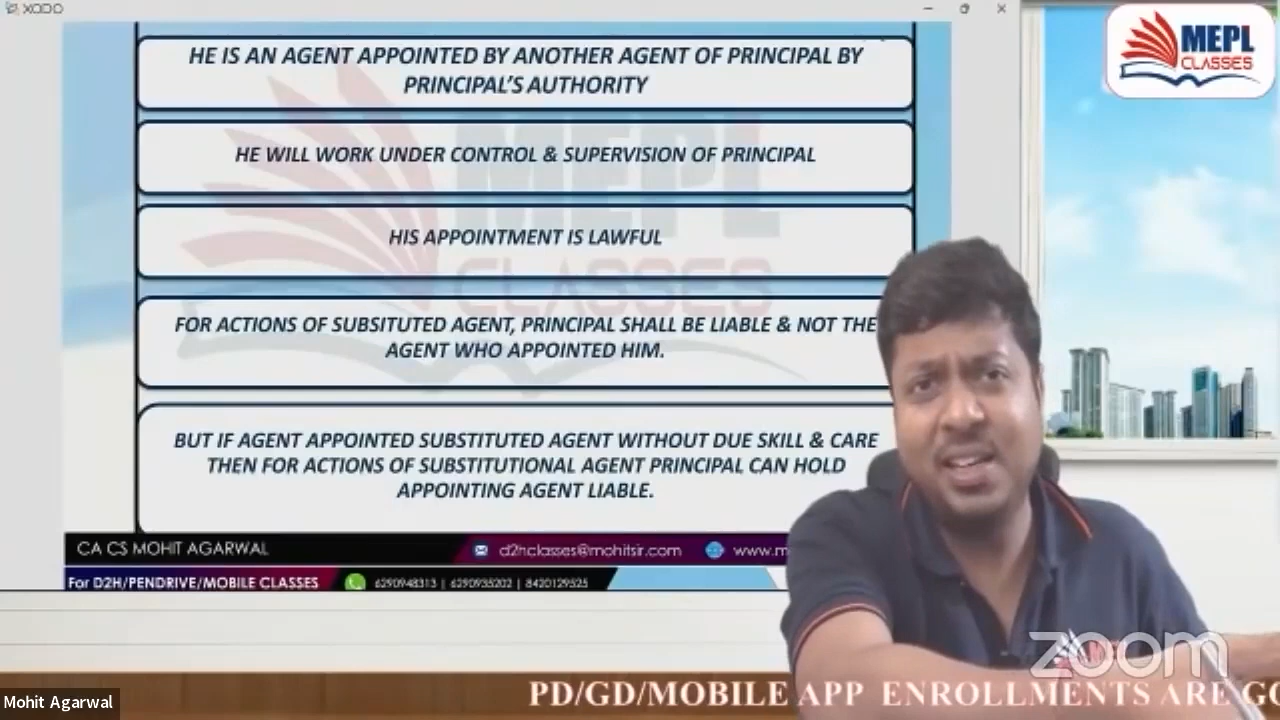 XODO
HE IS AN AGENT APPOINTED BY ANOTHER AGENT OF PRINCIPAL BY
PRINCIPAL'S AUTHORITY
HE WILL WORK UNDER CONTROL & SUPERVISION OF PRINCIPAL
HIS APPOINTMENT IS LAWFUL
FOR ACTIONS OF SUBSITUTED AGENT, PRINCIPAL SHALL BE LIABLE & NOT THE
AGENT WHO APPOINTED HIM.
BUT IF AGENT APPOINTED SUBSTITUTED AGENT WITHOUT DUE SKILL & CARE
THEN FOR ACTIONS OF SUBSTITUTIONAL AGENT PRINCIPAL CAN HOLD
APPOINTING AGENT LIABLE.
MEPL
CLASSES
MEPL
CLASSES
CA CS MOHIT AGARWAL
d2hclasses@mohitsir.com
www.m
For D2H/PENDRIVE/MOBILE CLASSES
6290948313 | 6290935202 | 8420129525
zoom
Mohit Agarwal
PD/GD/MOBILE APP ENROLLMENTS ARE GO